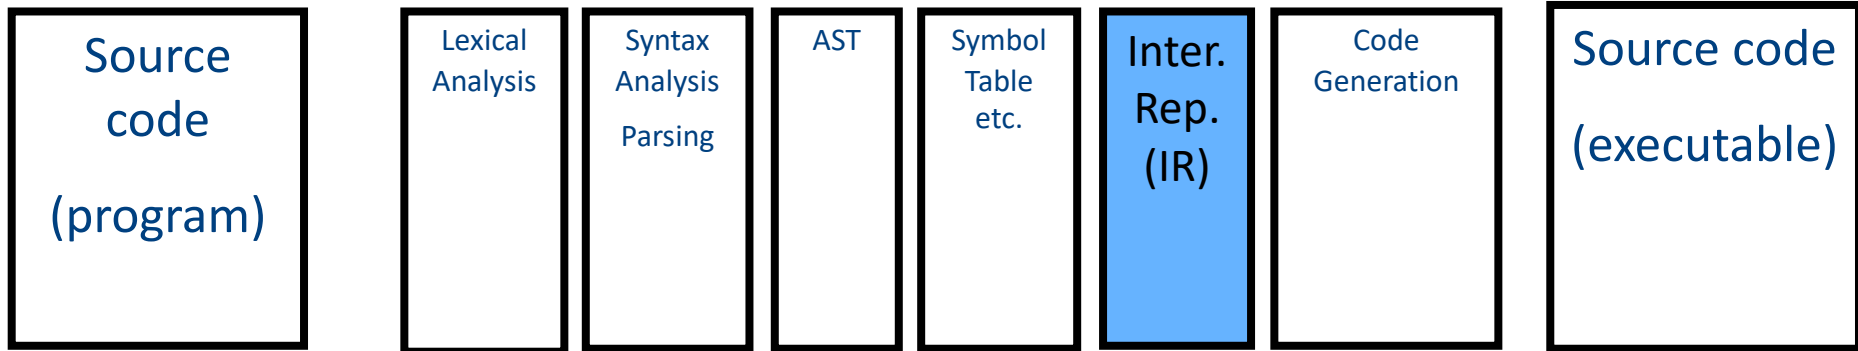 Source
code
(program)
Lexical
Analysis
Syntax
Analysis
Parsing
AST
Symbol
Table
etc.
Inter.
Rep.
(IR)
Code
Generation
Source code
(executable)